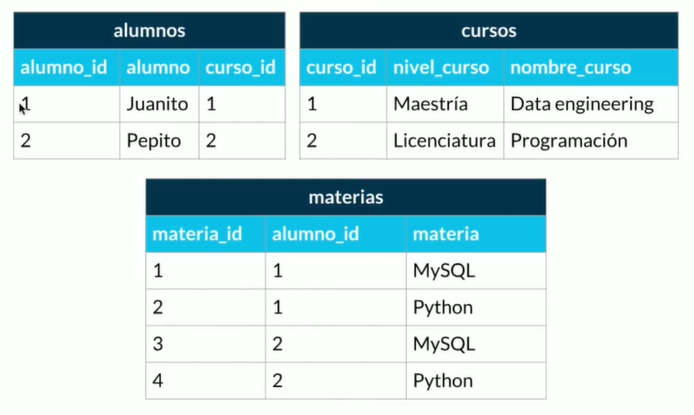 alumnos
alumno_id alumno curso_id
1 Juanito 1
2 Pepito 2
cursos
curso_id nivel_curso nombre_curso
1 Maestría Data engineering
2 Licenciatura Programación
materias
materia_id alumno_id materia
1 1 MySQL
2 1 Python
3 2 MySQL
4 2 Python